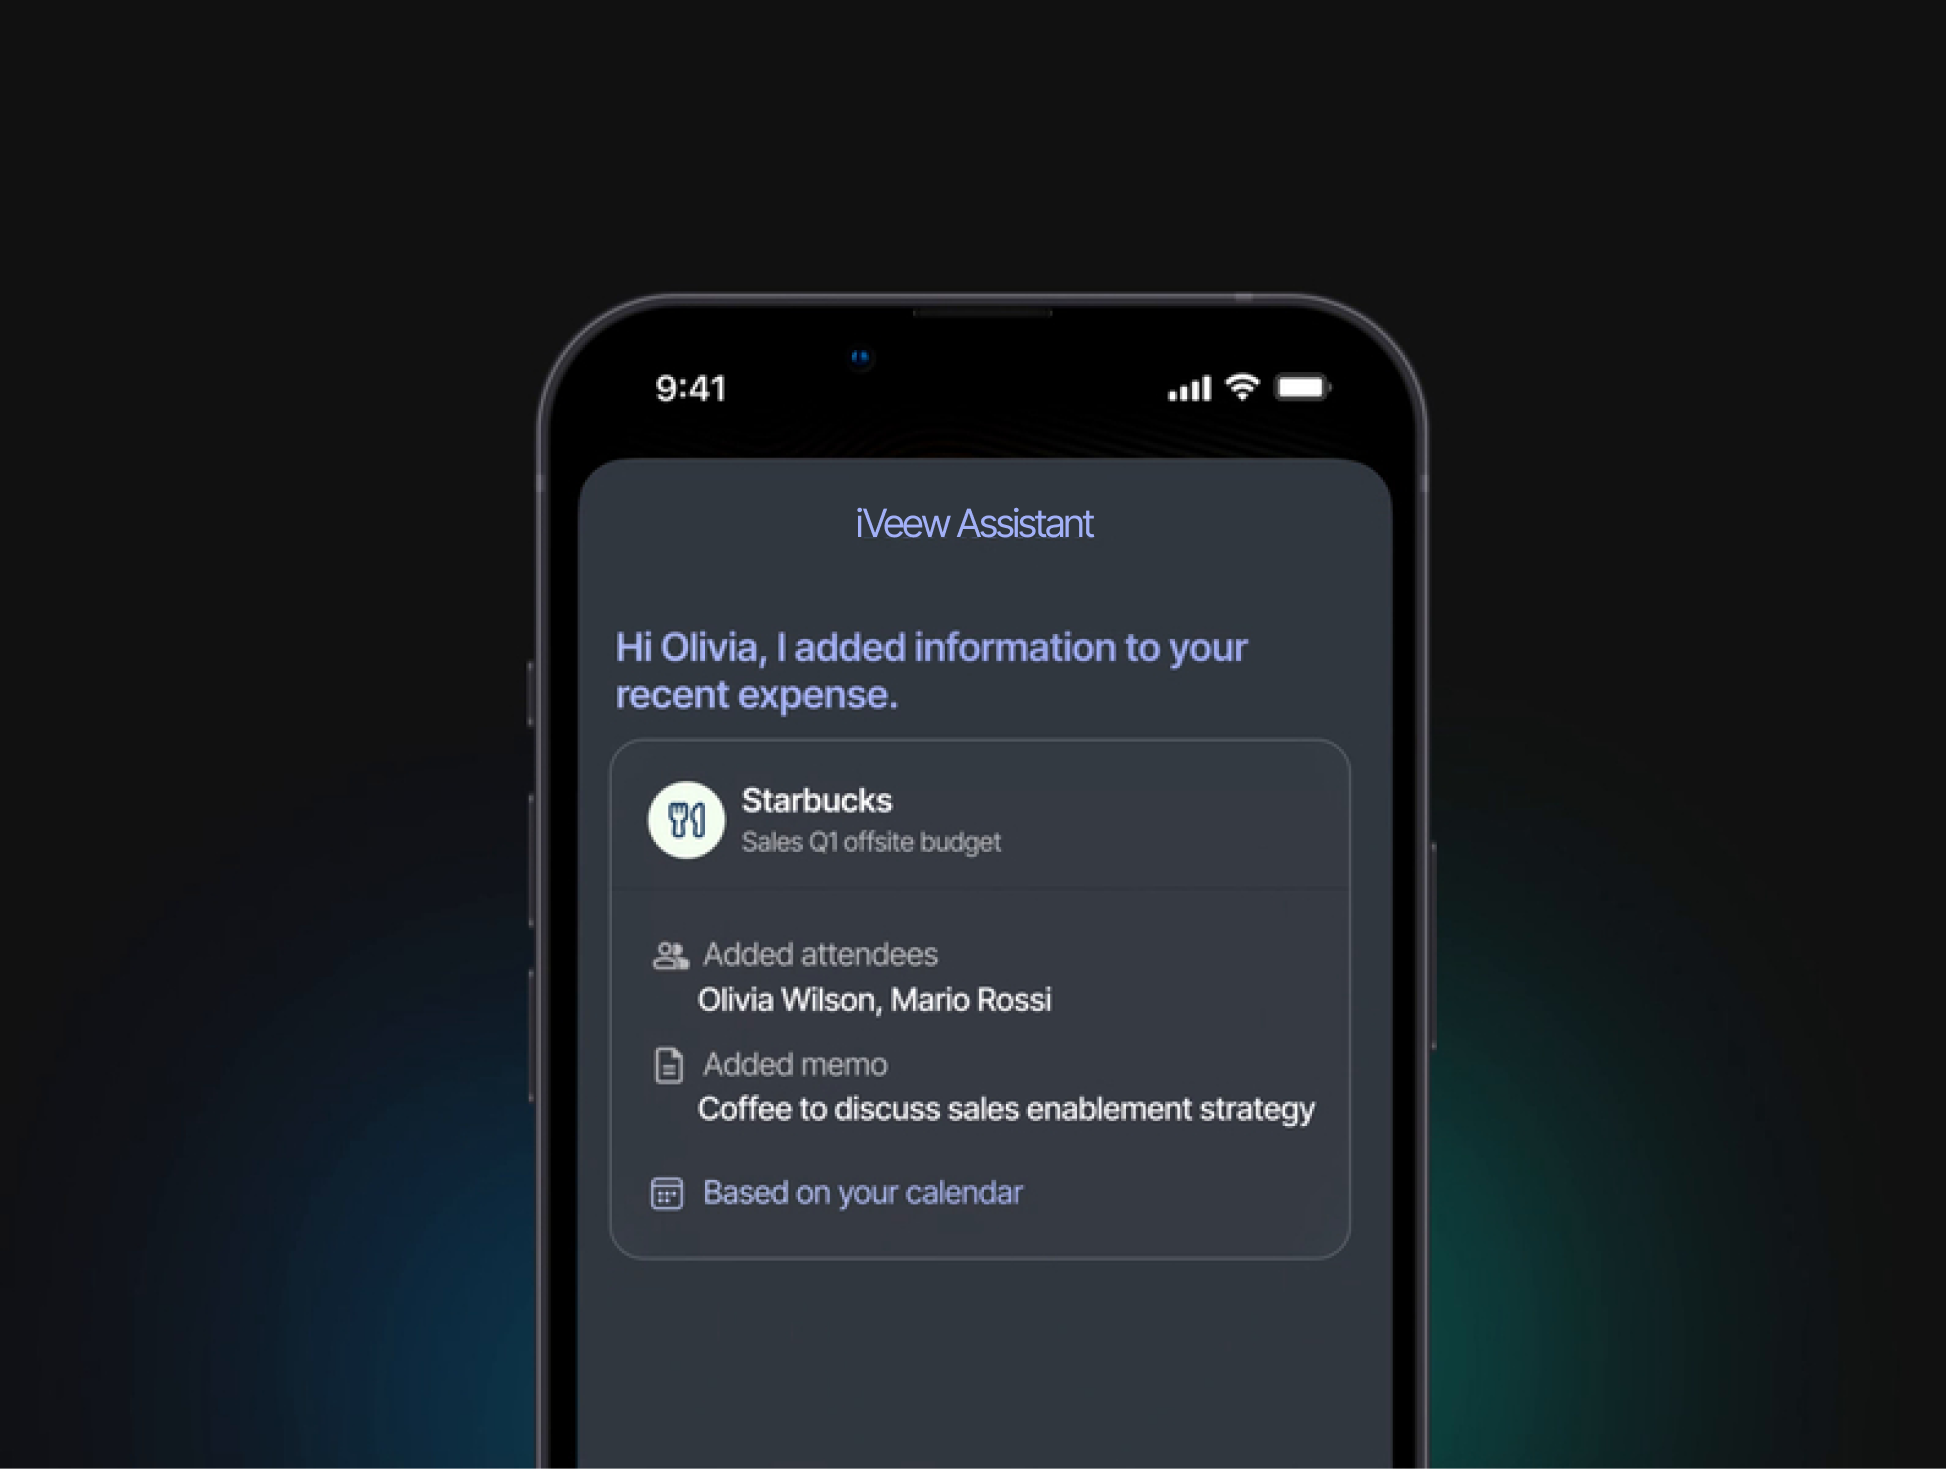 9:41
iVeew Assistant
Hi Olivia, I added information to your
recent expense.
Starbucks
Sales Q1 offsite budget
Added attendees
Olivia Wilson, Mario Rossi
Added memo
Coffee to discuss sales enablement strategy
Based on your calendar